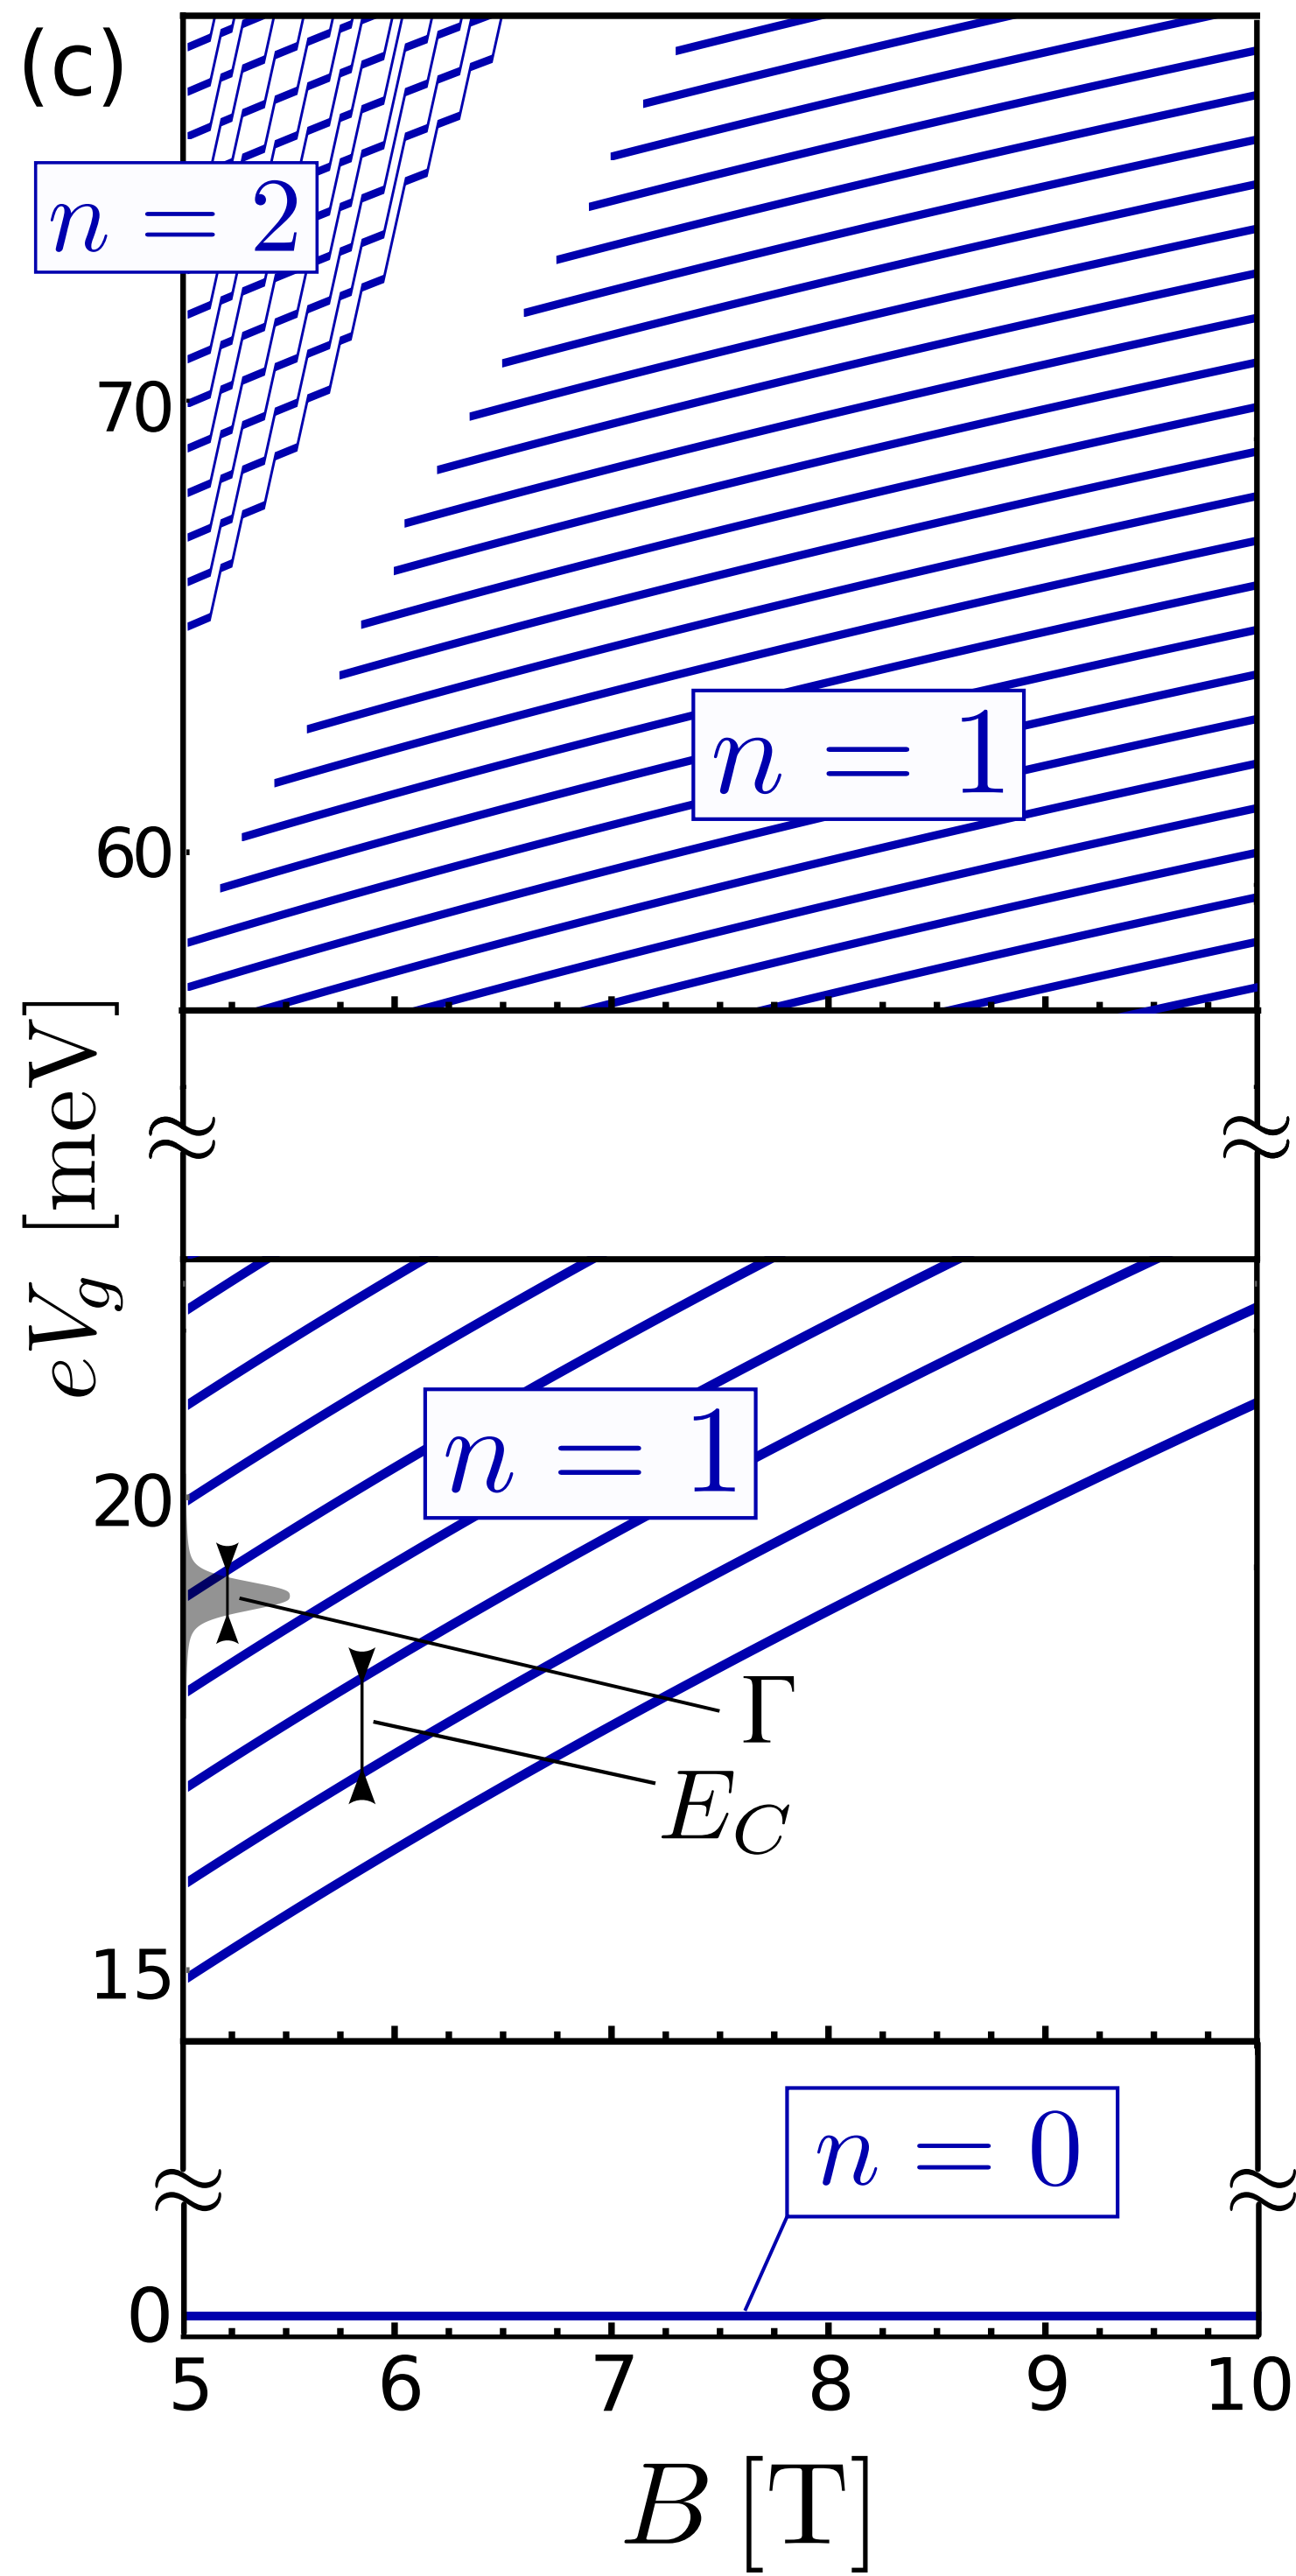 (c)
n = 2
70
n = 1
60
eV_g [meV]
n = 1
20
Γ
E_C
15
n = 0
0
5 6 7 8 9 10
B [T]